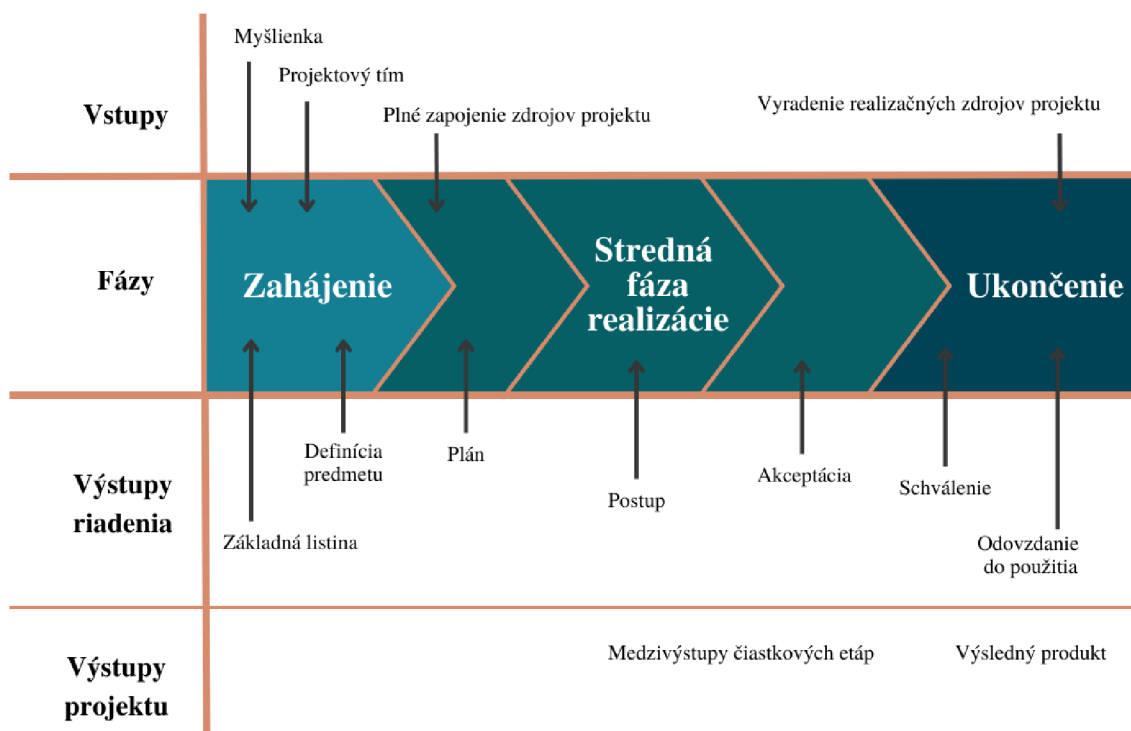 Myšlienka
Projektový tím
Vstupy
Plné zapojenie zdrojov projektu
Vyradenie realizačných zdrojov projektu
Fázy
Zahájenie
Stredná
fáza
realizácie
Ukončenie
Výstupy
riadenia
Základná listina
Definícia
predmetu
Plán
Postup
Akceptácia
Schválenie
Odovzdanie
do použitia
Výstupy
projektu
Medzivýstupy čiastkových etáp
Výsledný produkt